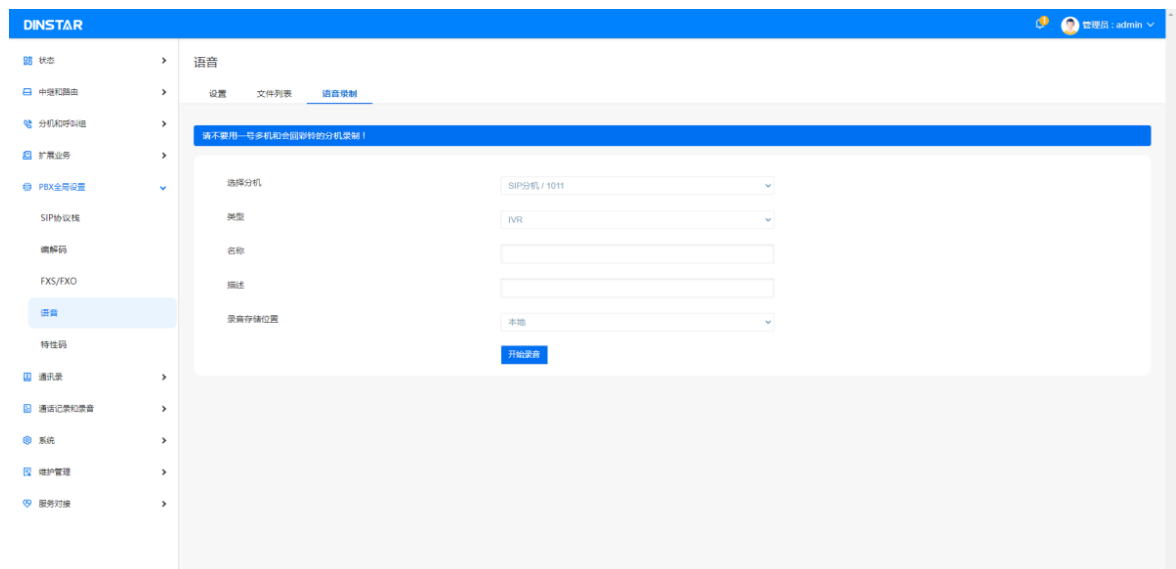 DINSTAR
管理员：admin
状态
中继和路由
分机和呼叫组
扩展业务
PBX全局设置
SIP协议栈
编解码
FXS/FXO
语音
特性码
通讯录
通话记录和录音
系统
维护管理
服务对接
语音
设置 文件列表 语音录制
请不要用一号多机和会回彩铃的分机录制！
选择分机 SIP分机 / 1011
类型 IVR
名称
描述
录音存储位置 本地
开始录音